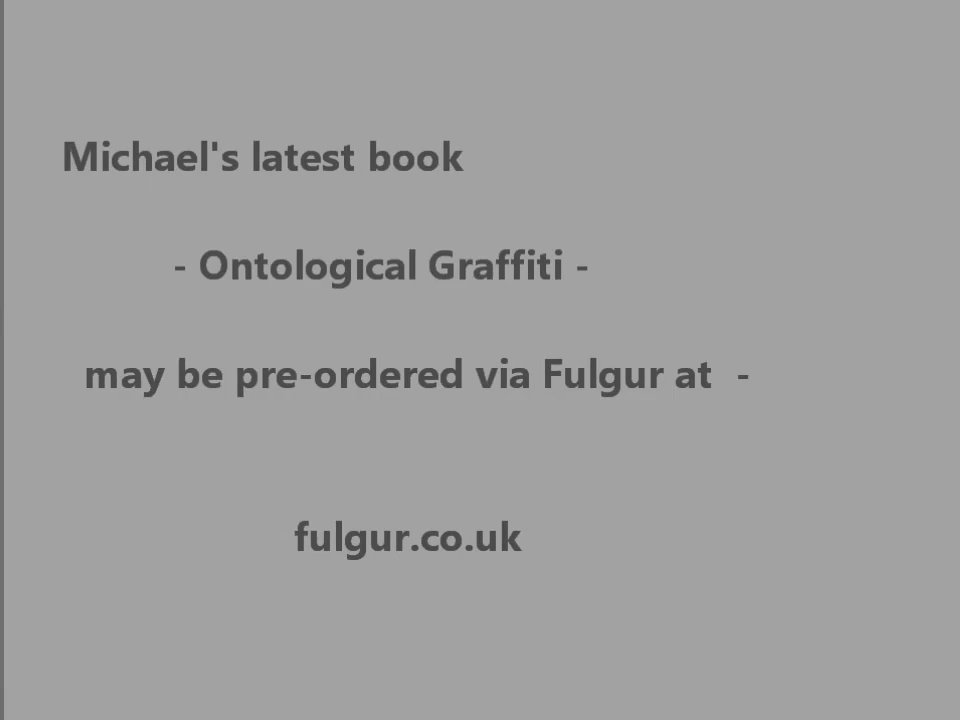 Michael's latest book
- Ontological Graffiti -
may be pre-ordered via Fulgur at  -
fulgur.co.uk